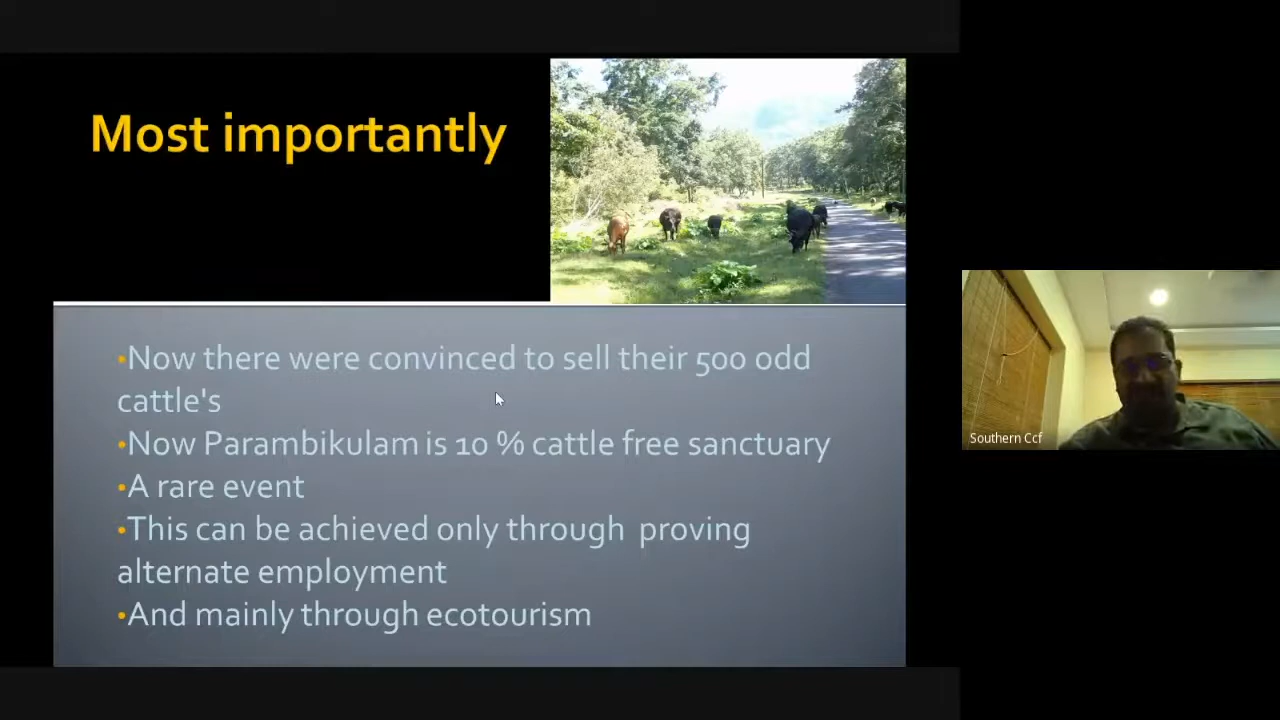 Most importantly
•Now there were convinced to sell their 500 odd
cattle's
•Now Parambikulam is 10 % cattle free sanctuary
•A rare event
•This can be achieved only through proving
alternate employment
•And mainly through ecotourism
Southern Ccf